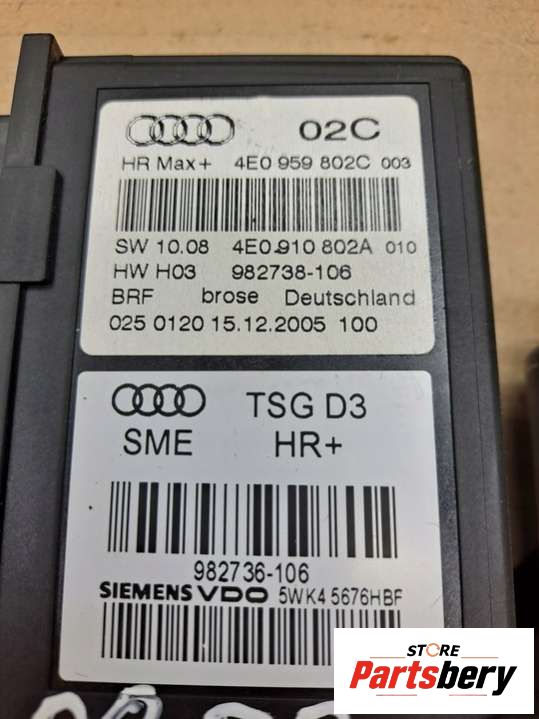 02C
HR Max+ 4E0 959 802C 003
SW 10.08 4E0.910 802A 010
HW H03 982738-106
BRF brose Deutschland
025 0120 15.12.2005 100
TSG D3
SME HR+
982736-106
SIEMENS VDO 5WK4 5676HBF
STORE
Partsbery